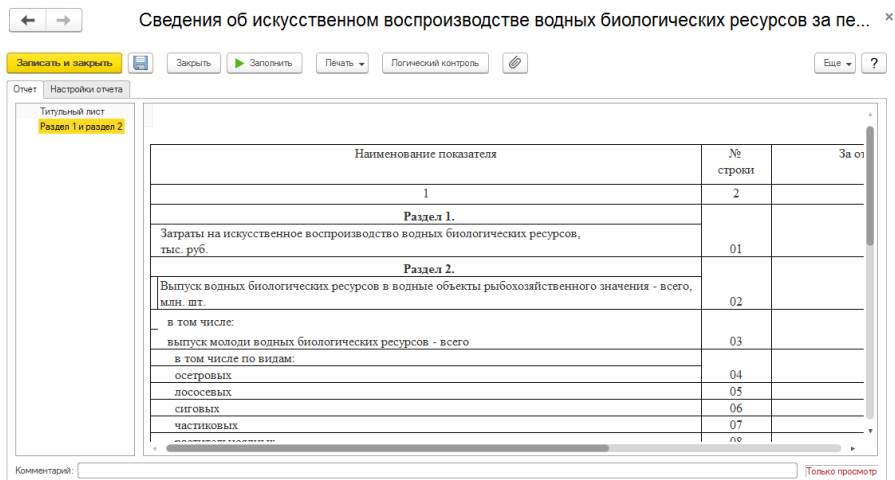 Сведения об искусственном воспроизводстве водных биологических ресурсов за пе...
Записать и закрыть Закрыть Заполнить Печать Логический контроль Еще ?
Отчет Настройки отчета
Титульный лист
Раздел 1 и раздел 2
Наименование показателя № строки За от
1 2
Раздел 1.
Затраты на искусственное воспроизводство водных биологических ресурсов,
тыс. руб. 01
Раздел 2.
Выпуск водных биологических ресурсов в водные объекты рыбохозяйственного значения - всего,
млн. шт. 02
в том числе:
выпуск молоди водных биологических ресурсов - всего 03
в том числе по видам:
осетровых 04
лососевых 05
сиговых 06
частиковых 07
08
Комментарий: Только просмотр